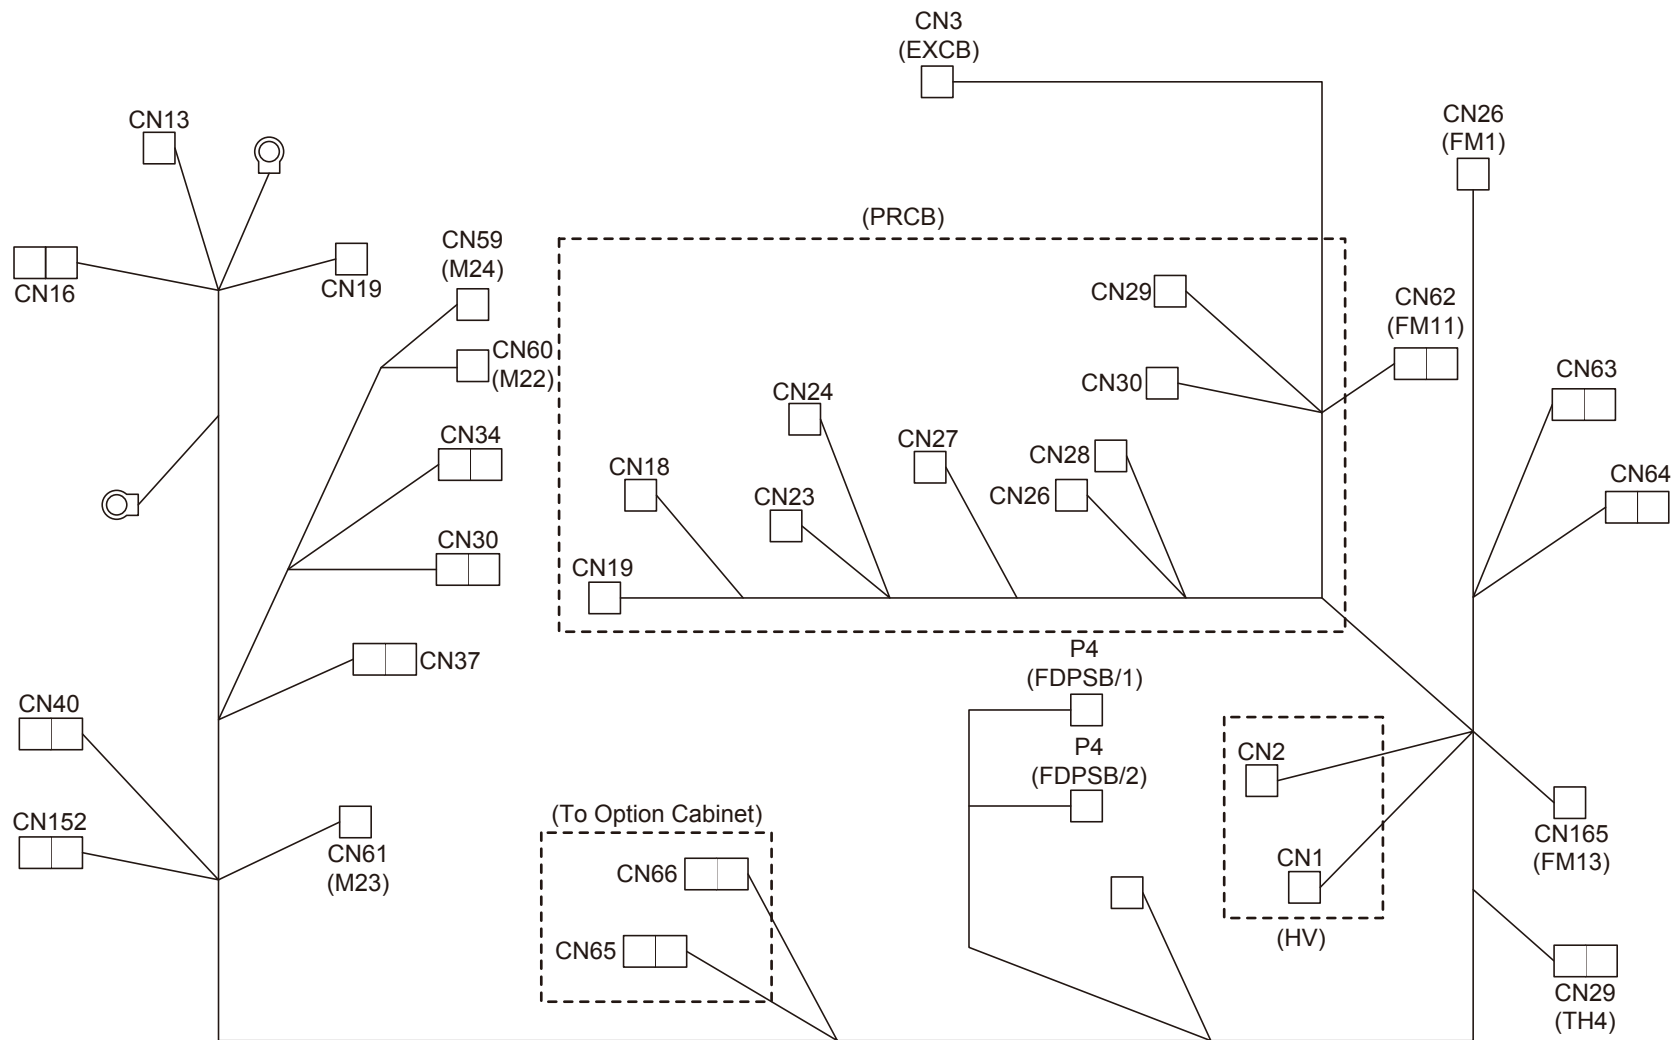 CN3
(EXCB)
CN13
CN26
(FM1)
(PRCB)
CN59
(M24)
CN16
CN19
CN29
CN62
(FM11)
CN60
(M22)
CN30
CN63
CN24
CN34
CN27
CN28
CN18
CN23
CN26
CN64
CN30
CN19
CN37
P4
(FDPSB/1)
CN40
P4
(FDPSB/2)
CN2
(To Option Cabinet)
CN152
CN61
(M23)
CN165
(FM13)
CN66
CN1
CN65
(HV)
CN29
(TH4)